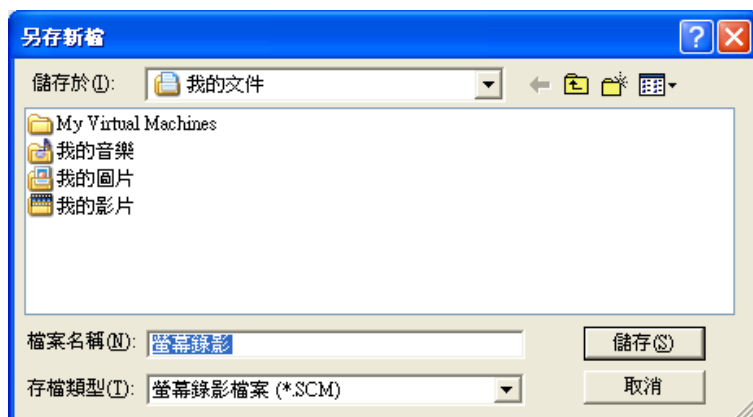 另存新檔
儲存於(I): 我的文件
My Virtual Machines
我的音樂
我的圖片
我的影片
檔案名稱(N): 螢幕錄影 儲存(S)
存檔類型(T): 螢幕錄影檔案 (*.SCM) 取消